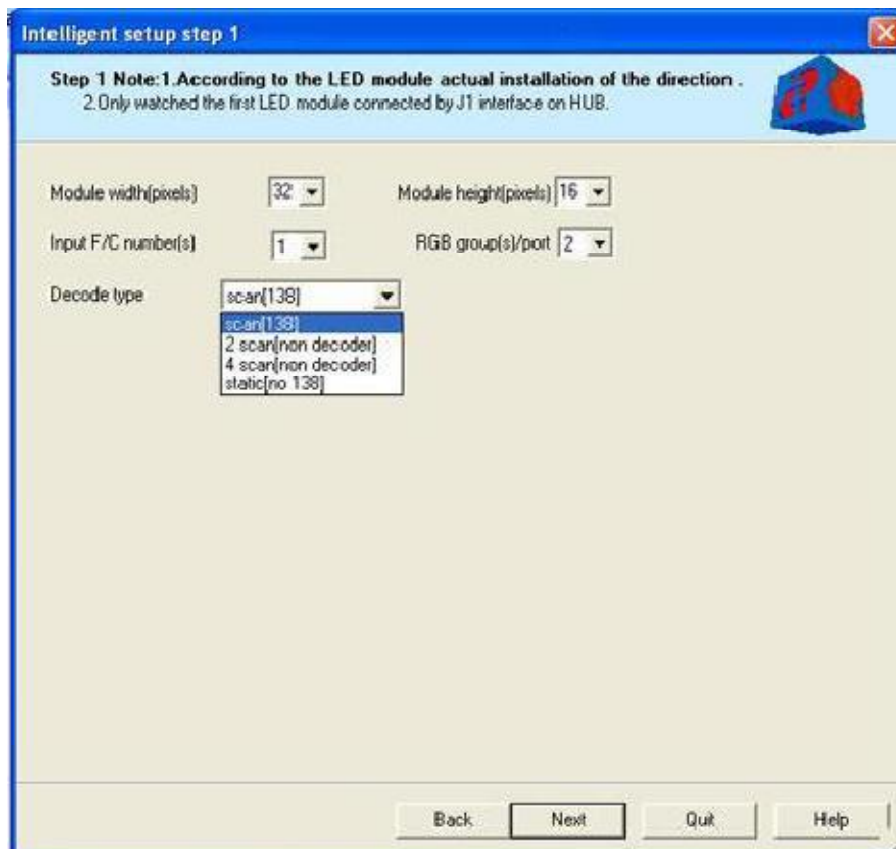 Intelligent setup step 1
Step 1 Note:1.According to the LED module actual installation of the direction .
2.Only watched the first LED module connected by J1 interface on HUB.
Module width(pixels) 32 Module height(pixels) 16
Input F/C number(s) 1 RGB group(s)/port 2
Decode type scan[138]
scan[138]
2 scan[non decoder]
4 scan[non decoder]
static[no 138]
Back Next Quit Help